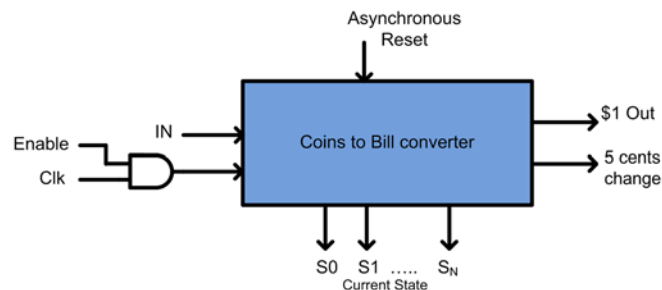 Asynchronous
Reset
$1 Out
IN
Coins to Bill converter
Enable
5 cents
change
Clk
S0 S1 ..... SN
Current State